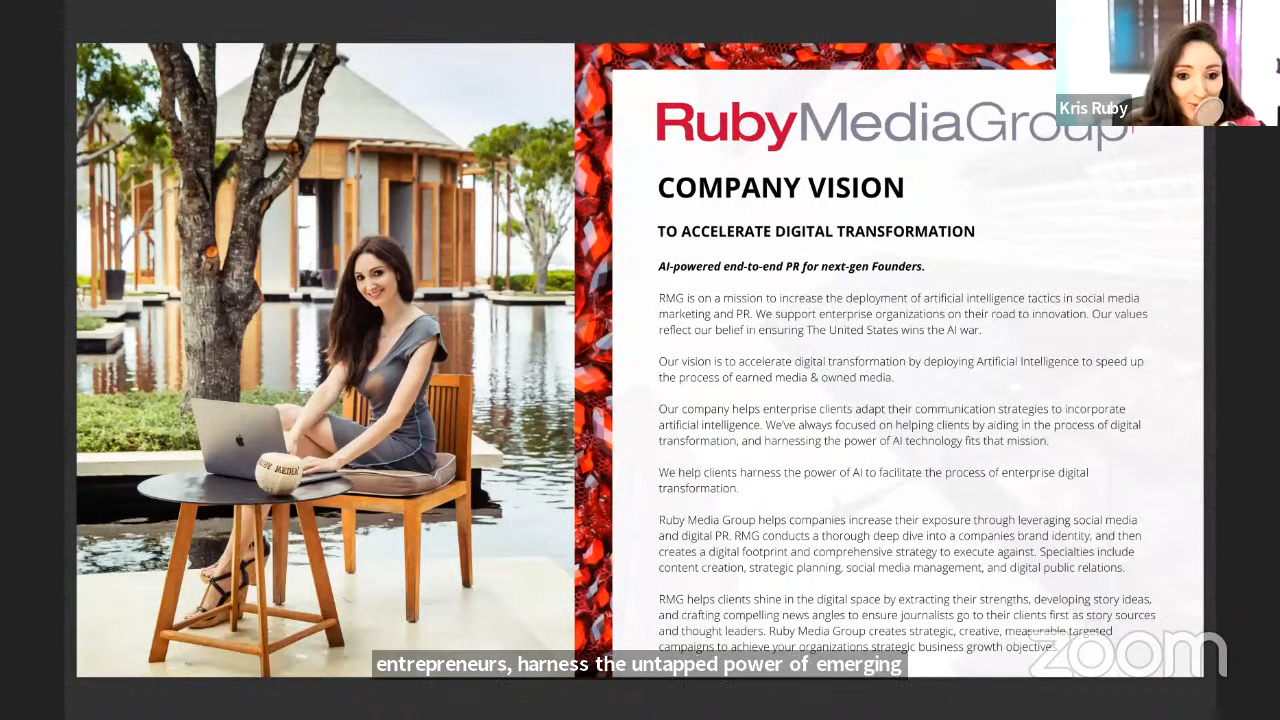 Kris Ruby
RubyMediaGroup
COMPANY VISION
TO ACCELERATE DIGITAL TRANSFORMATION
AI-powered end-to-end PR for next-gen Founders.
RMG is on a mission to increase the deployment of artificial intelligence tactics in social media
marketing and PR. We support enterprise organizations on their road to innovation. Our values
reflect our belief in ensuring The United States wins the AI war.
Our vision is to accelerate digital transformation by deploying Artificial Intelligence to speed up
the process of earned media & owned media.
Our company helps enterprise clients adapt their communication strategies to incorporate
artificial intelligence. We've always focused on helping clients by aiding in the process of digital
transformation, and harnessing the power of AI technology fits that mission.
We help clients harness the power of AI to facilitate the process of enterprise digital
transformation.
Ruby Media Group helps companies increase their exposure through leveraging social media
and digital PR. RMG conducts a thorough deep dive into a companies brand identity, and then
creates a digital footprint and comprehensive strategy to execute against. Specialties include
content creation, strategic planning, social media management, and digital public relations.
RMG helps clients shine in the digital space by extracting their strengths, developing story ideas,
and crafting compelling news angles to ensure journalists go to their clients first as story sources
and thought leaders. Ruby Media Group creates strategic, creative, measurable targeted
campaigns to achieve your organizations strategic business growth objectives.
RUBY MEDIA
entrepreneurs, harness the untapped power of emerging
zoom